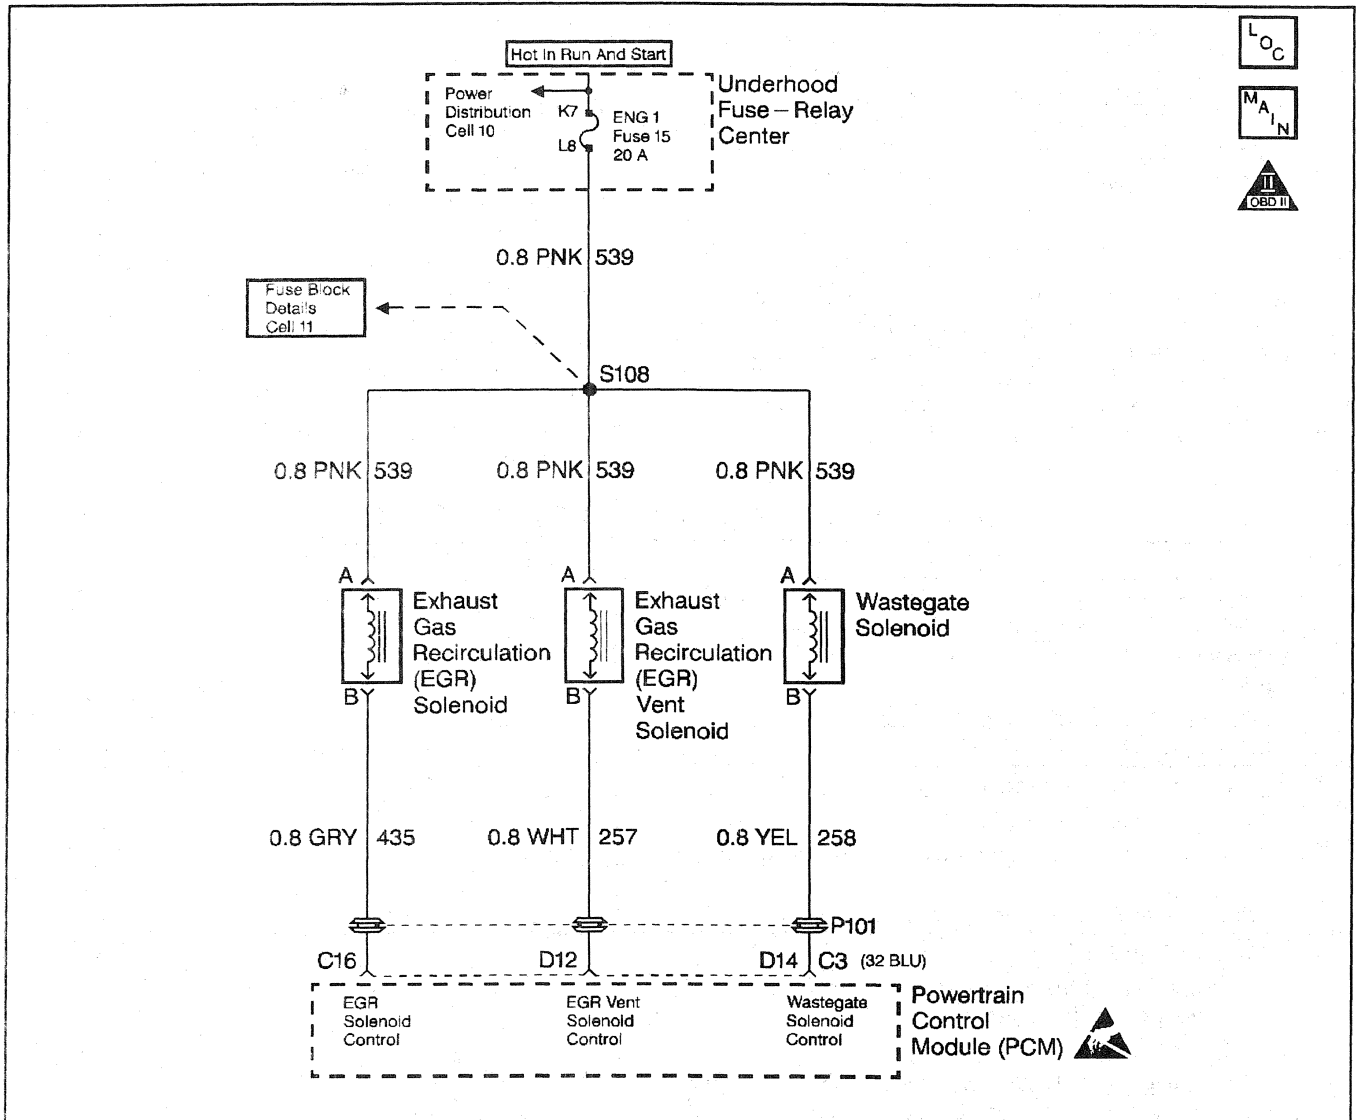 LOC
MAIN
II
OBD II
Hot In Run And Start
Power
Distribution
Cell 10
K7
L8
ENG 1
Fuse 15
20 A
Underhood
Fuse – Relay
Center
0.8 PNK 539
Fuse Block
Details
Cell 11
S108
0.8 PNK 539
0.8 PNK 539
0.8 PNK 539
A
A
A
Exhaust
Gas
Recirculation
(EGR)
Solenoid
Exhaust
Gas
Recirculation
(EGR)
Vent
Solenoid
Wastegate
Solenoid
B
B
B
0.8 GRY 435
0.8 WHT 257
0.8 YEL 258
P101
C16
D12
D14
C3 (32 BLU)
EGR
Solenoid
Control
EGR Vent
Solenoid
Control
Wastegate
Solenoid
Control
Powertrain
Control
Module (PCM)